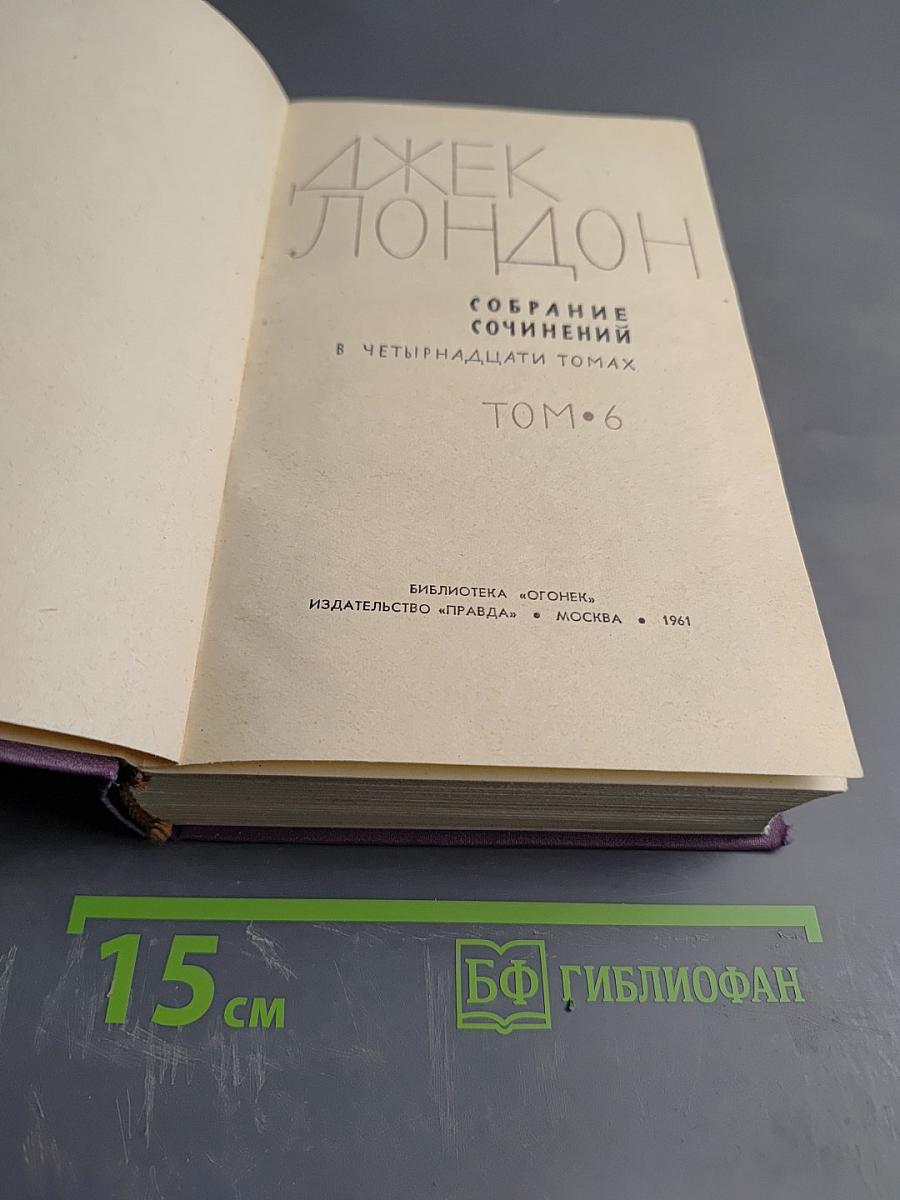 ДЖЕК
ЛОНДОН
СОБРАНИЕ
СОЧИНЕНИЙ
В ЧЕТЫРНАДЦАТИ ТОМАХ
ТОМ • 6
БИБЛИОТЕКА «ОГОНЕК»
ИЗДАТЕЛЬСТВО «ПРАВДА» • МОСКВА • 1961
15 см
БФ ГИБЛИОФАН